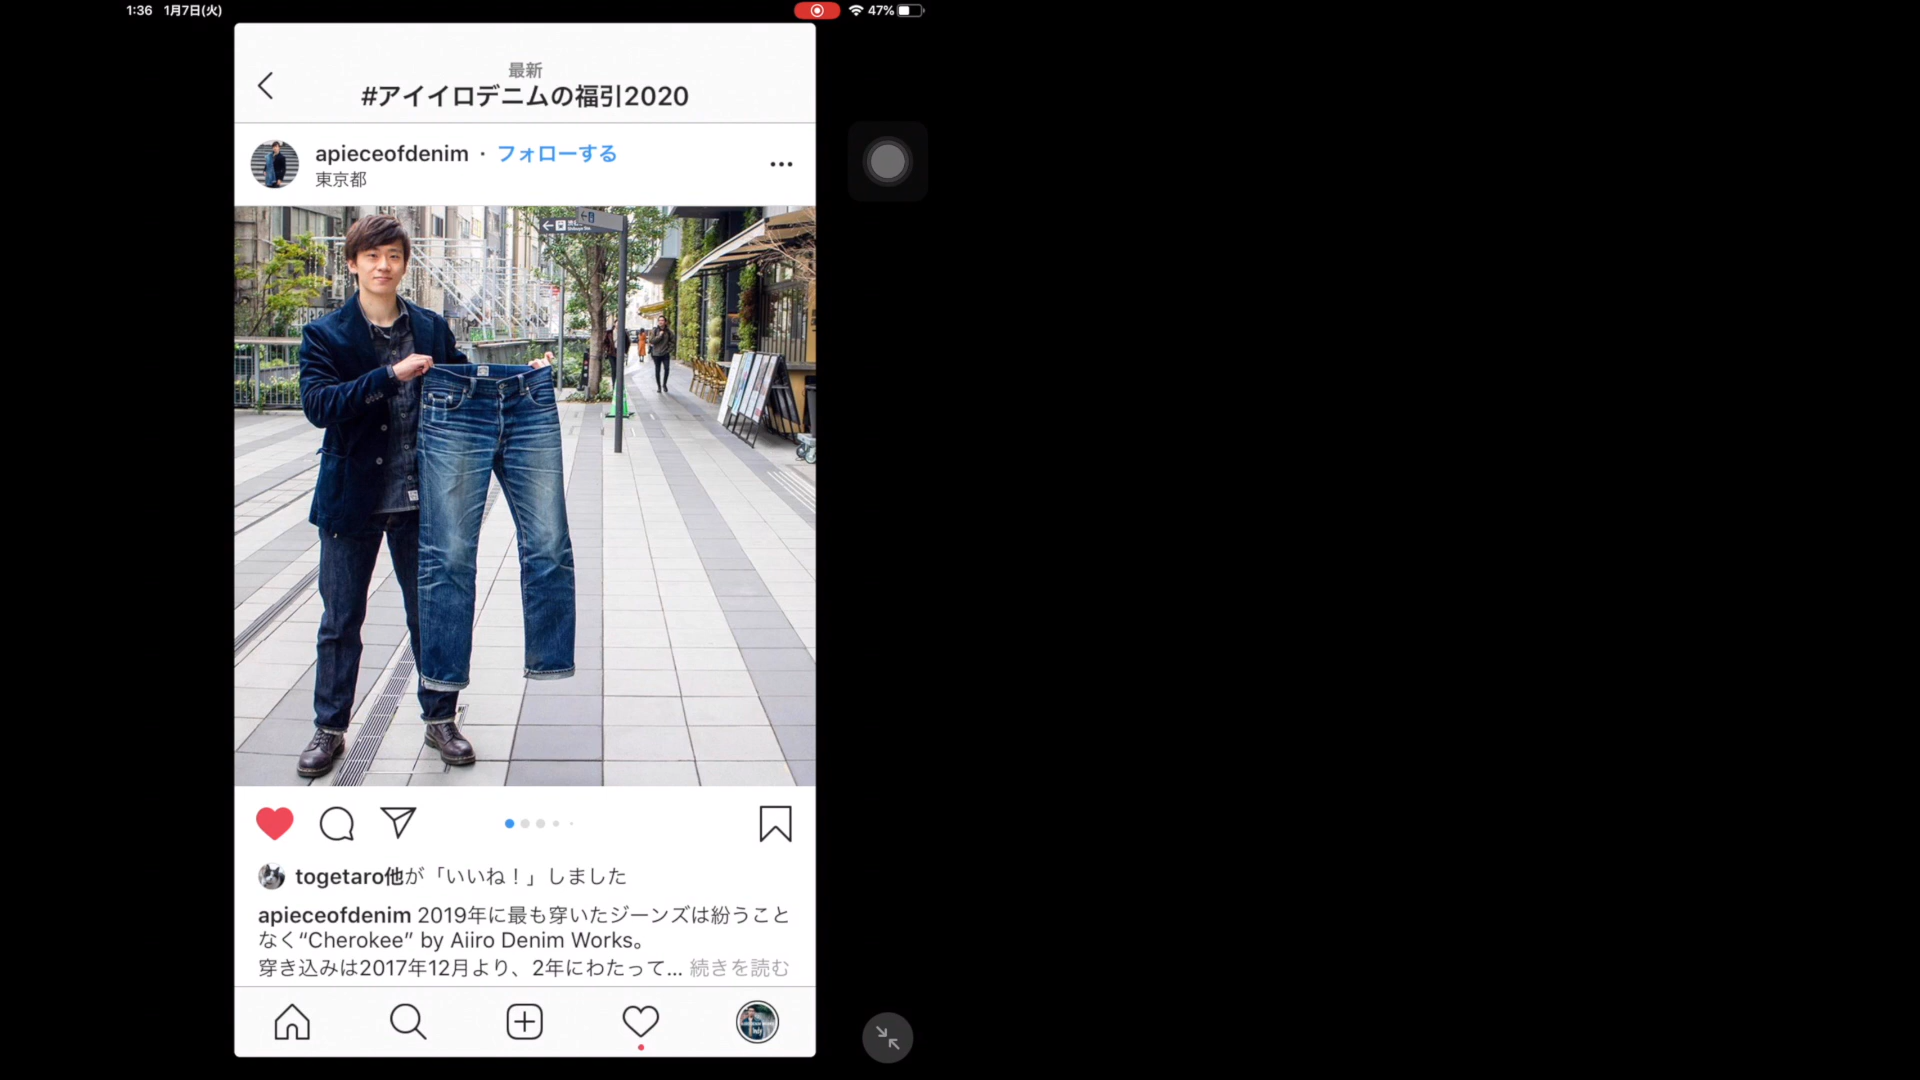 1:36 1月7日(火)
47%
最新
#アイイロデニムの福引2020
apieceofdenim・フォローする
東京都
togetaro他が「いいね！」しました
apieceofdenim 2019年に最も穿いたジーンズは紛うこと
なく“Cherokee” by Aiiro Denim Works。
穿き込みは2017年12月より、2年にわたって... 続きを読む